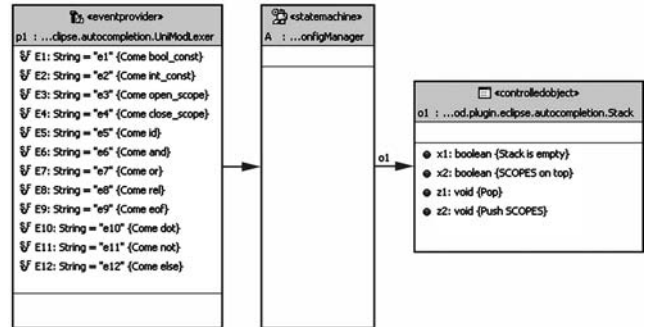 «eventprovider»
p1 : ...clipse.autocompletion.UniModLexer
E1: String = "e1" {Come bool_const}
E2: String = "e2" {Come int_const}
E3: String = "e3" {Come open_scope}
E4: String = "e4" {Come close_scope}
E5: String = "e5" {Come id}
E6: String = "e6" {Come and}
E7: String = "e7" {Come or}
E8: String = "e8" {Come rel}
E9: String = "e9" {Come eof}
E10: String = "e10" {Come dot}
E11: String = "e11" {Come not}
E12: String = "e12" {Come else}
«statemachine»
A : ...onfigManager
o1
«controlledobject»
o1 : ...od.plugin.eclipse.autocompletion.Stack
x1: boolean {Stack is empty}
x2: boolean {SCOPES on top}
z1: void {Pop}
z2: void {Push SCOPES}